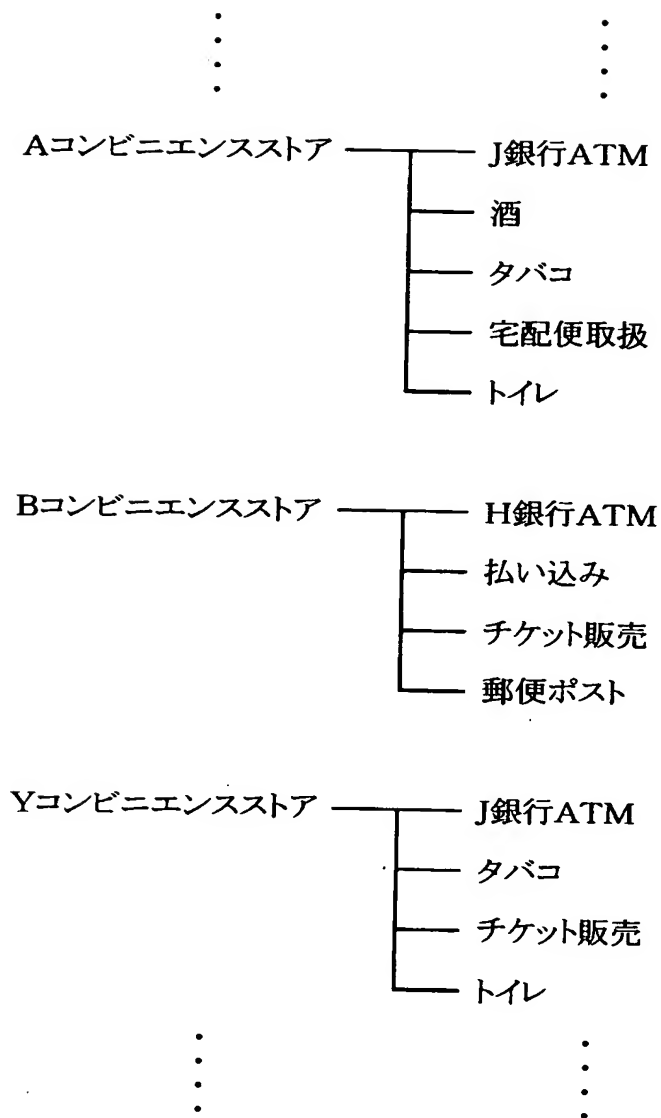 Aコンビニエンスストア J銀行ATM
酒
タバコ
宅配便取扱
トイレ
Bコンビニエンスストア H銀行ATM
払い込み
チケット販売
郵便ポスト
Yコンビニエンスストア J銀行ATM
タバコ
チケット販売
トイレ